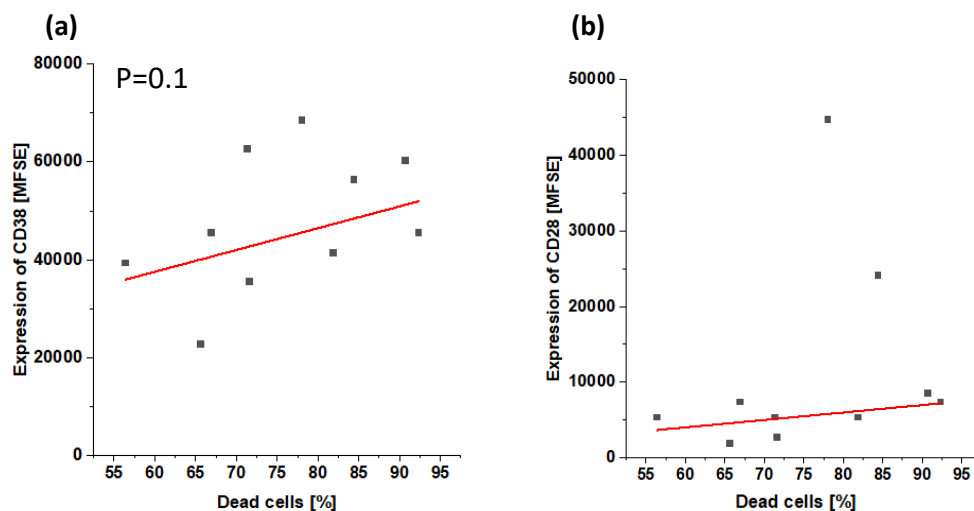 (a)
P=0.1
80000
60000
40000
20000
0
Expression of CD38 [MFSE]
55 60 65 70 75 80 85 90 95
Dead cells [%]
(b)
50000
40000
30000
20000
10000
0
Expression of CD28 [MFSE]
55 60 65 70 75 80 85 90 95
Dead cells [%]